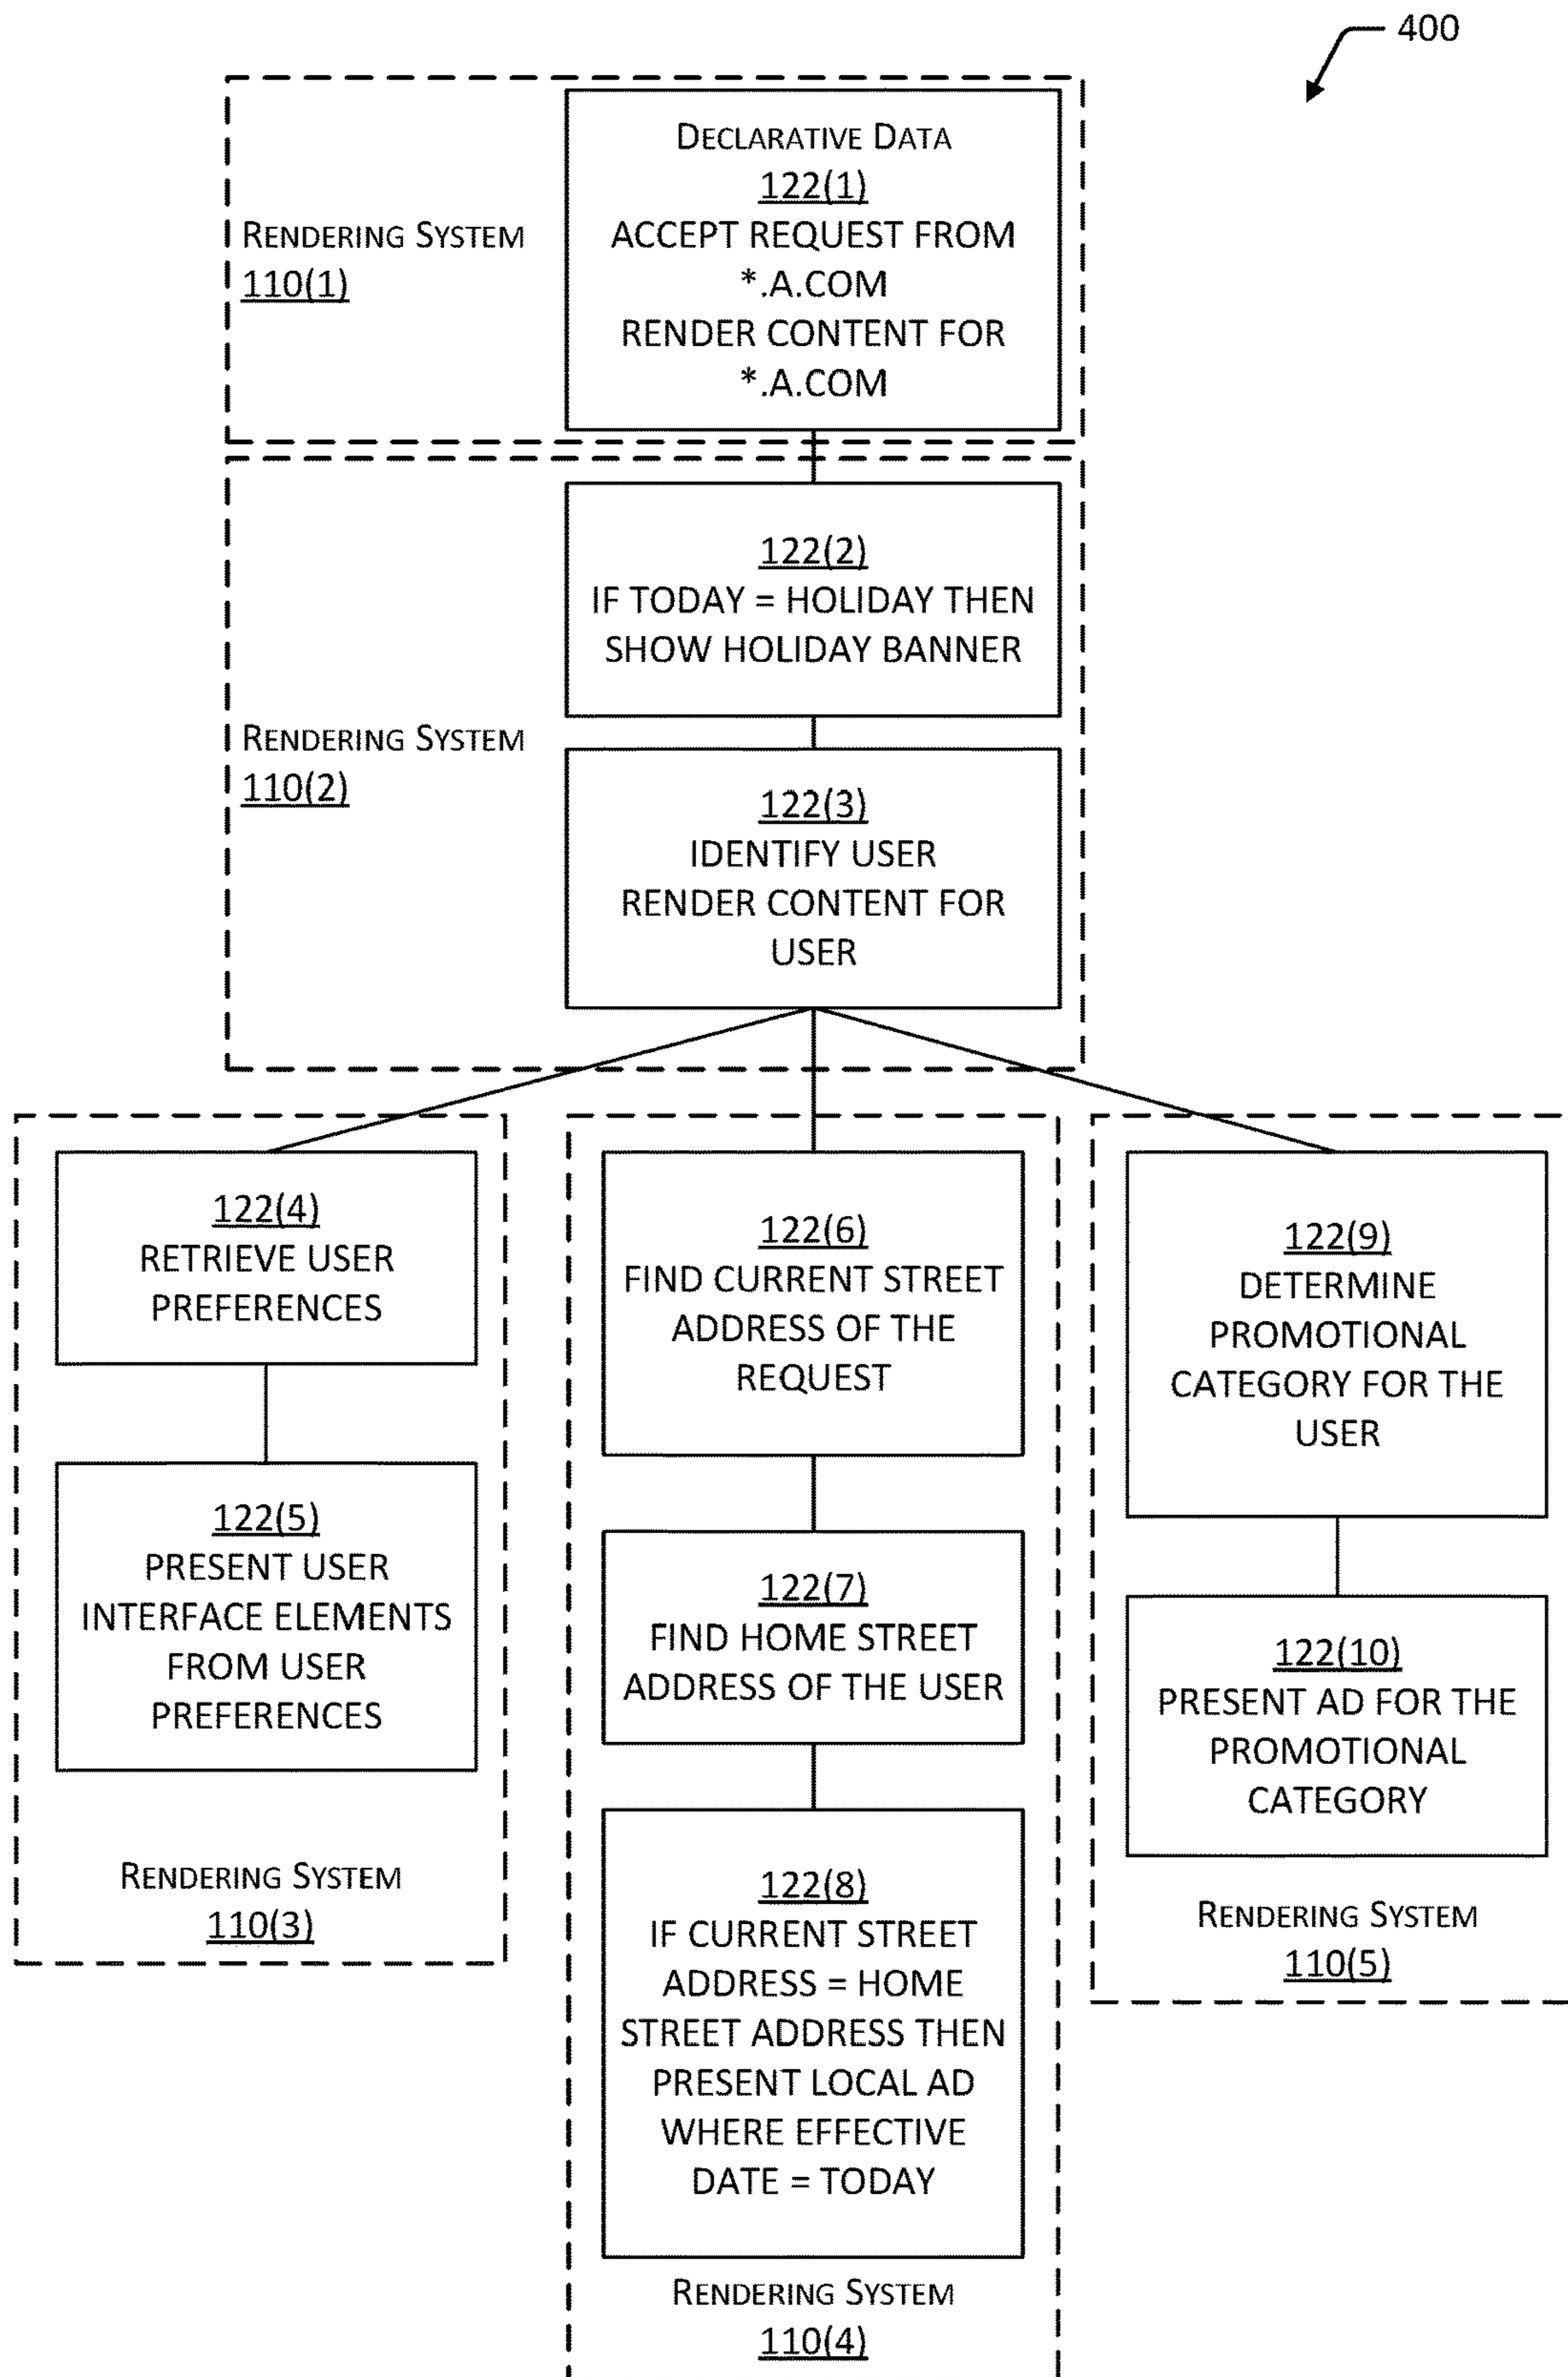 400
DECLARATIVE DATA
122(1)
ACCEPT REQUEST FROM
*.A.COM
RENDER CONTENT FOR
*.A.COM
RENDERING SYSTEM
110(1)
122(2)
IF TODAY = HOLIDAY THEN
SHOW HOLIDAY BANNER
RENDERING SYSTEM
110(2)
122(3)
IDENTIFY USER
RENDER CONTENT FOR
USER
122(4)
RETRIEVE USER
PREFERENCES
122(5)
PRESENT USER
INTERFACE ELEMENTS
FROM USER
PREFERENCES
RENDERING SYSTEM
110(3)
122(6)
FIND CURRENT STREET
ADDRESS OF THE
REQUEST
122(7)
FIND HOME STREET
ADDRESS OF THE USER
122(8)
IF CURRENT STREET
ADDRESS = HOME
STREET ADDRESS THEN
PRESENT LOCAL AD
WHERE EFFECTIVE
DATE = TODAY
RENDERING SYSTEM
110(4)
122(9)
DETERMINE
PROMOTIONAL
CATEGORY FOR THE
USER
122(10)
PRESENT AD FOR THE
PROMOTIONAL
CATEGORY
RENDERING SYSTEM
110(5)